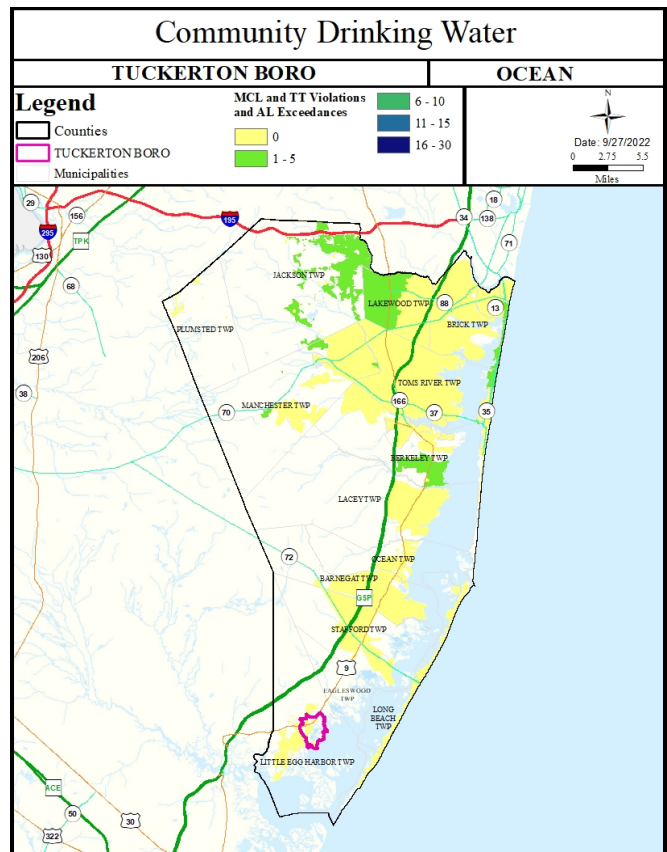 Community Drinking Water
TUCKERTON BORO
OCEAN
Legend
Counties
TUCKERTON BORO
Municipalities
MCL and TT Violations
and AL Exceedances
0
1 - 5
6 - 10
11 - 15
16 - 30
N
Date: 9/27/2022
0 2.75 5.5
Miles
29
156
295
TPK
130
68
195
34
18
138
71
JACKSON TWP
LAKEWOOD TWP
88
13
BRICK TWP
PLUMSTED TWP
206
38
TOMS RIVER TWP
70
MANCHESTER TWP
166
37
35
BERKELEY TWP
LACEY TWP
72
OCEAN TWP
BARNEGAT TWP
GSP
STAFFORD TWP
9
EAGLESWOOD
TWP
LONG
BEACH
TWP
LITTLE EGG HARBOR TWP
ACE
50
30
322